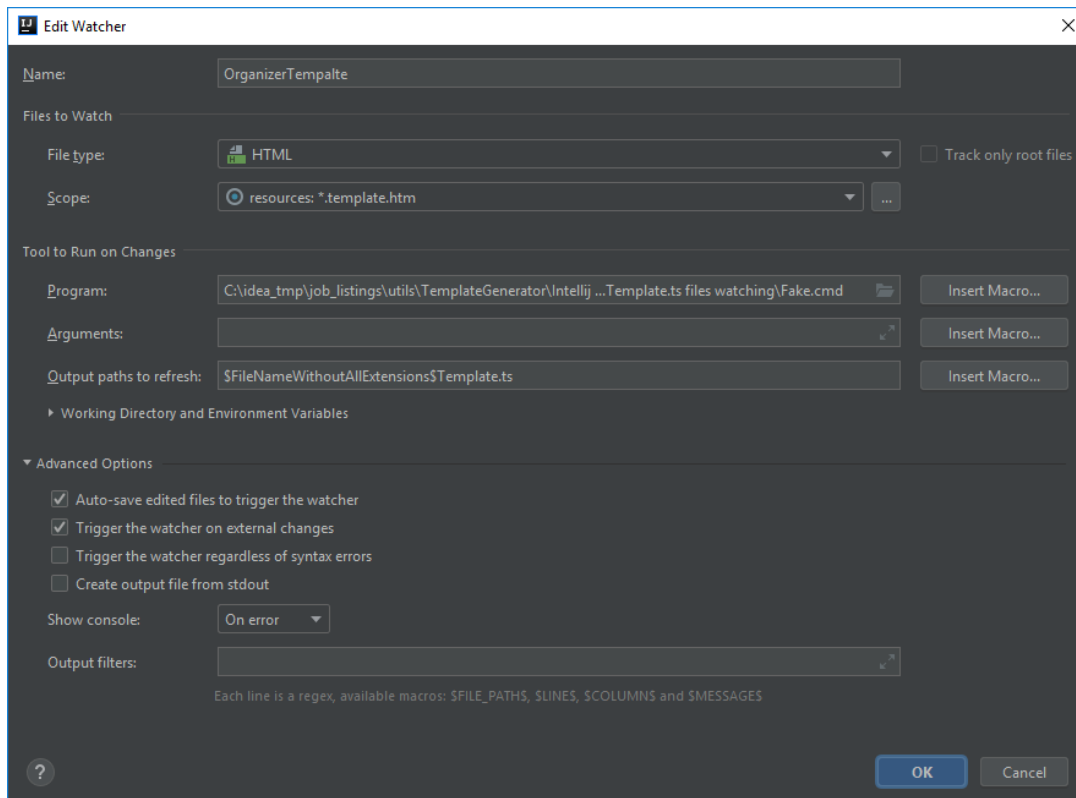 Edit Watcher
Name: OrganizerTempalte
Files to Watch
File type: HTML Track only root files
Scope: resources: *.template.htm ...
Tool to Run on Changes
Program: C:\idea_tmp\job_listings\utils\TemplateGenerator\Intellij ...Template.ts files watching\Fake.cmd Insert Macro...
Arguments: Insert Macro...
Output paths to refresh: $FileNameWithoutAllExtensions$Template.ts Insert Macro...
Working Directory and Environment Variables
Advanced Options
Auto-save edited files to trigger the watcher
Trigger the watcher on external changes
Trigger the watcher regardless of syntax errors
Create output file from stdout
Show console: On error
Output filters:
Each line is a regex, available macros: $FILE_PATH$, $LINE$, $COLUMN$ and $MESSAGE$
? OK Cancel